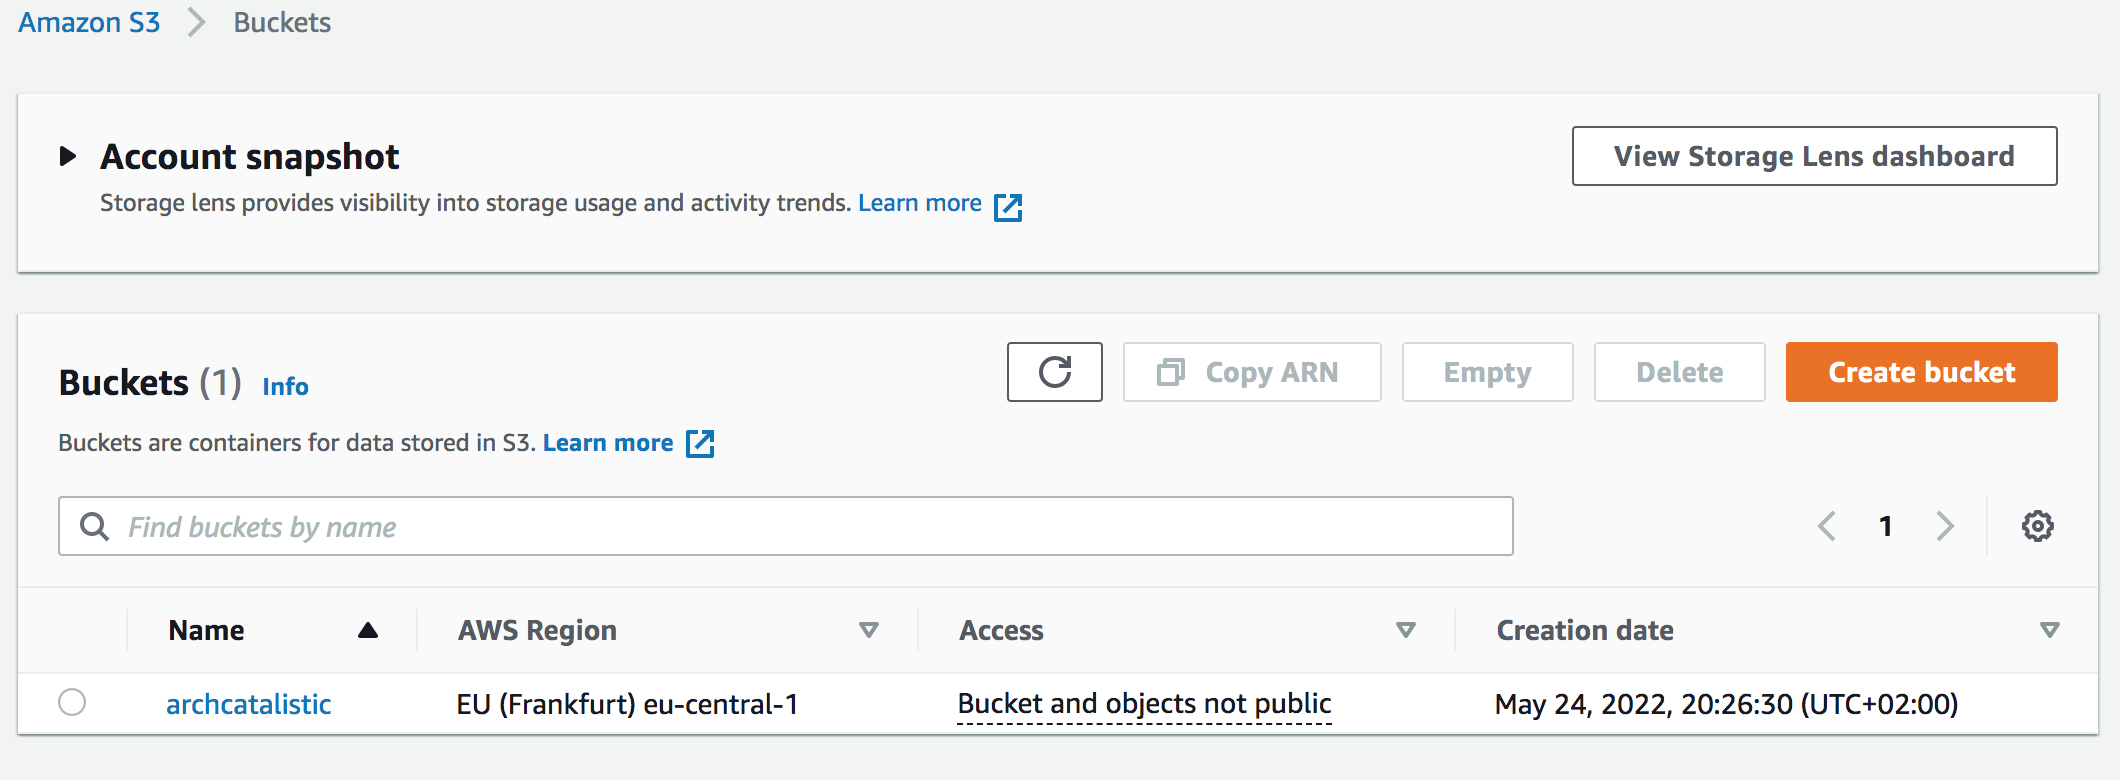 Amazon S3 Buckets
Account snapshot
View Storage Lens dashboard
Storage lens provides visibility into storage usage and activity trends. Learn more
Buckets (1) Info
Copy ARN
Empty
Delete
Create bucket
Buckets are containers for data stored in S3. Learn more
Find buckets by name
1
Name AWS Region Access Creation date
archcatalistic EU (Frankfurt) eu-central-1 Bucket and objects not public May 24, 2022, 20:26:30 (UTC+02:00)